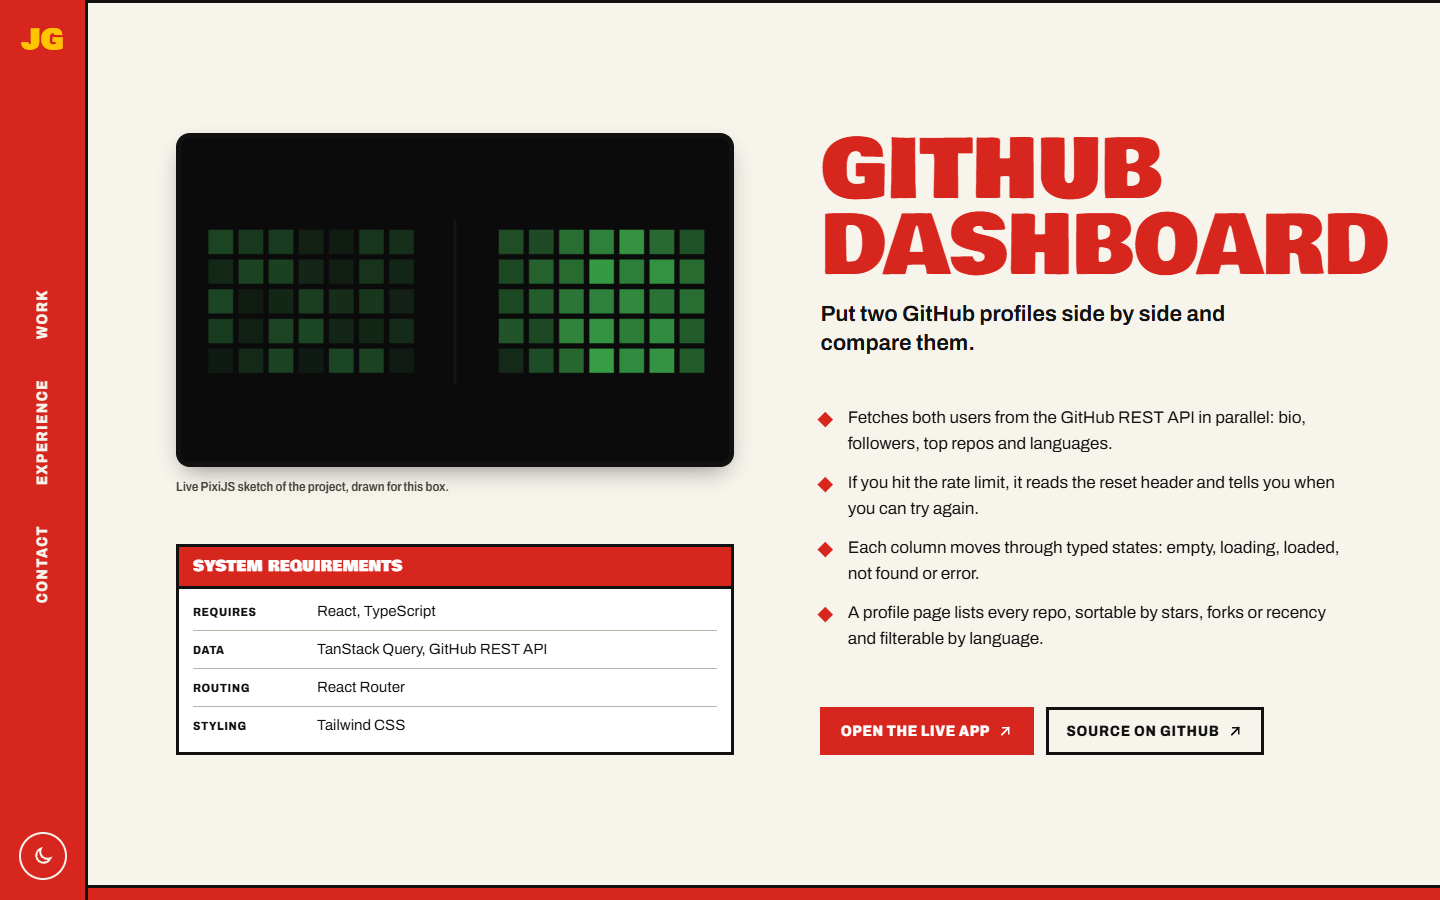 JG
WORK
EXPERIENCE
CONTACT
Live PixiJS sketch of the project, drawn for this box.
SYSTEM REQUIREMENTS
REQUIRES React, TypeScript
DATA TanStack Query, GitHub REST API
ROUTING React Router
STYLING Tailwind CSS
GITHUB
DASHBOARD
Put two GitHub profiles side by side and
compare them.
Fetches both users from the GitHub REST API in parallel: bio,
followers, top repos and languages.
If you hit the rate limit, it reads the reset header and tells you when
you can try again.
Each column moves through typed states: empty, loading, loaded,
not found or error.
A profile page lists every repo, sortable by stars, forks or recency
and filterable by language.
OPEN THE LIVE APP
SOURCE ON GITHUB